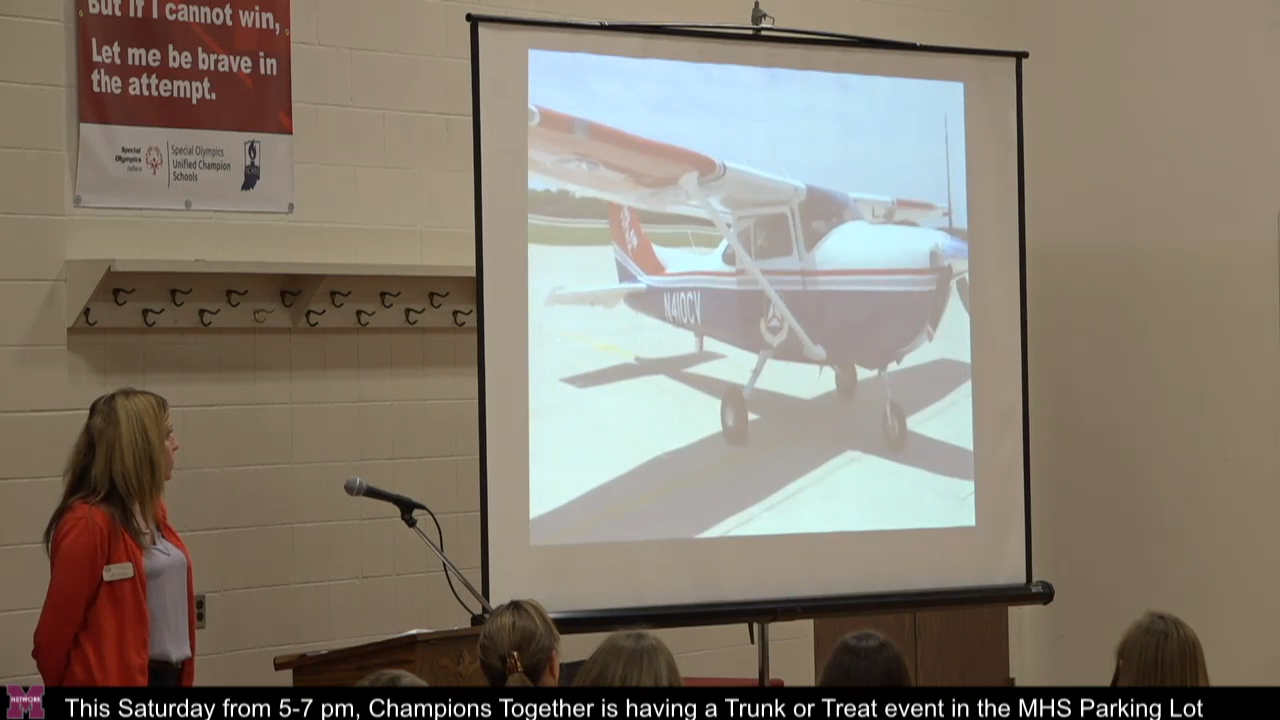 But if I cannot win,
Let me be brave in
the attempt.
Special
Olympics
Indiana
Special Olympics
Unified Champion
Schools
N410CV
NETWORK
This Saturday from 5-7 pm, Champions Together is having a Trunk or Treat event in the MHS Parking Lot